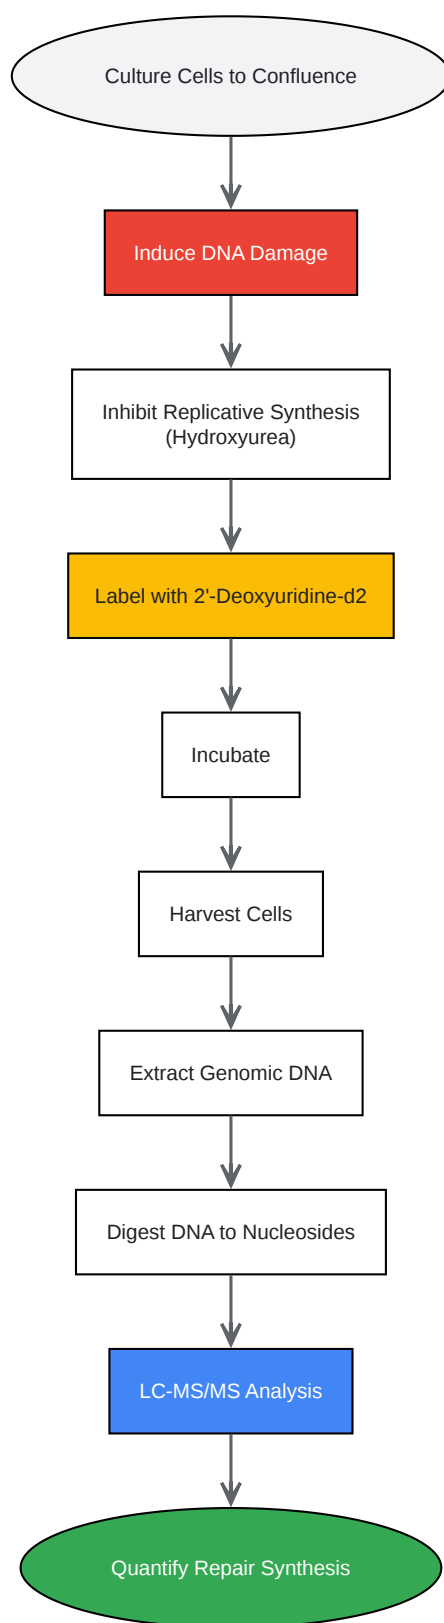 Culture Cells to Confluence
Induce DNA Damage
Inhibit Replicative Synthesis
(Hydroxyurea)
Label with 2'-Deoxyuridine-d2
Incubate
Harvest Cells
Extract Genomic DNA
Digest DNA to Nucleosides
LC-MS/MS Analysis
Quantify Repair Synthesis